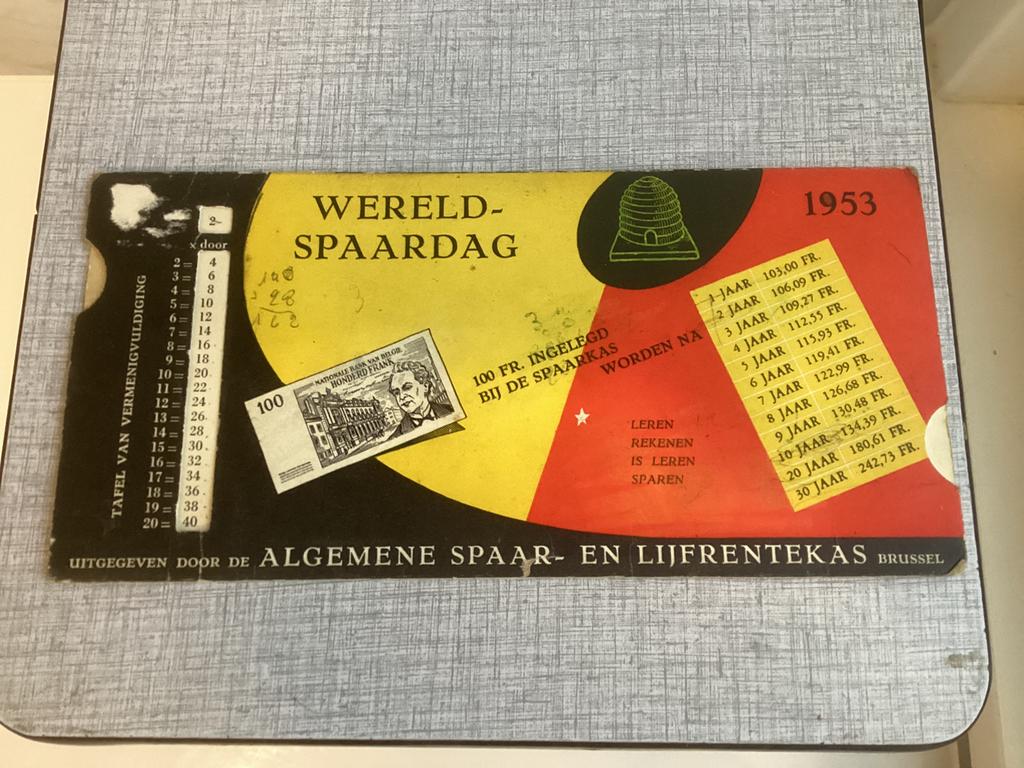 WERELD-
SPAARDAG
1953
2
x door
TAFEL VAN VERMENIGVULDIGING
2 = 4
3 = 6
4 = 8
5 = 10
6 = 12
7 = 14
8 = 16
9 = 18
10 = 20
11 = 22
12 = 24
13 = 26
14 = 28
15 = 30
16 = 32
17 = 34
18 = 36
19 = 38
20 = 40
NATIONALE BANK VAN BELGIE
HONDERD FRANK
100
100 FR. INGELEGD
BIJ DE SPAARKAS
WORDEN NA
1 JAAR 103,00 FR.
2 JAAR 106,09 FR.
3 JAAR 109,27 FR.
4 JAAR 112,55 FR.
5 JAAR 115,93 FR.
6 JAAR 119,41 FR.
7 JAAR 122,99 FR.
8 JAAR 126,68 FR.
9 JAAR 130,48 FR.
10 JAAR 134,39 FR.
20 JAAR 180,61 FR.
30 JAAR 242,73 FR.
LEREN
REKENEN
IS LEREN
SPAREN
UITGEGEVEN DOOR DE ALGEMENE SPAAR- EN LIJFRENTEKAS BRUSSEL